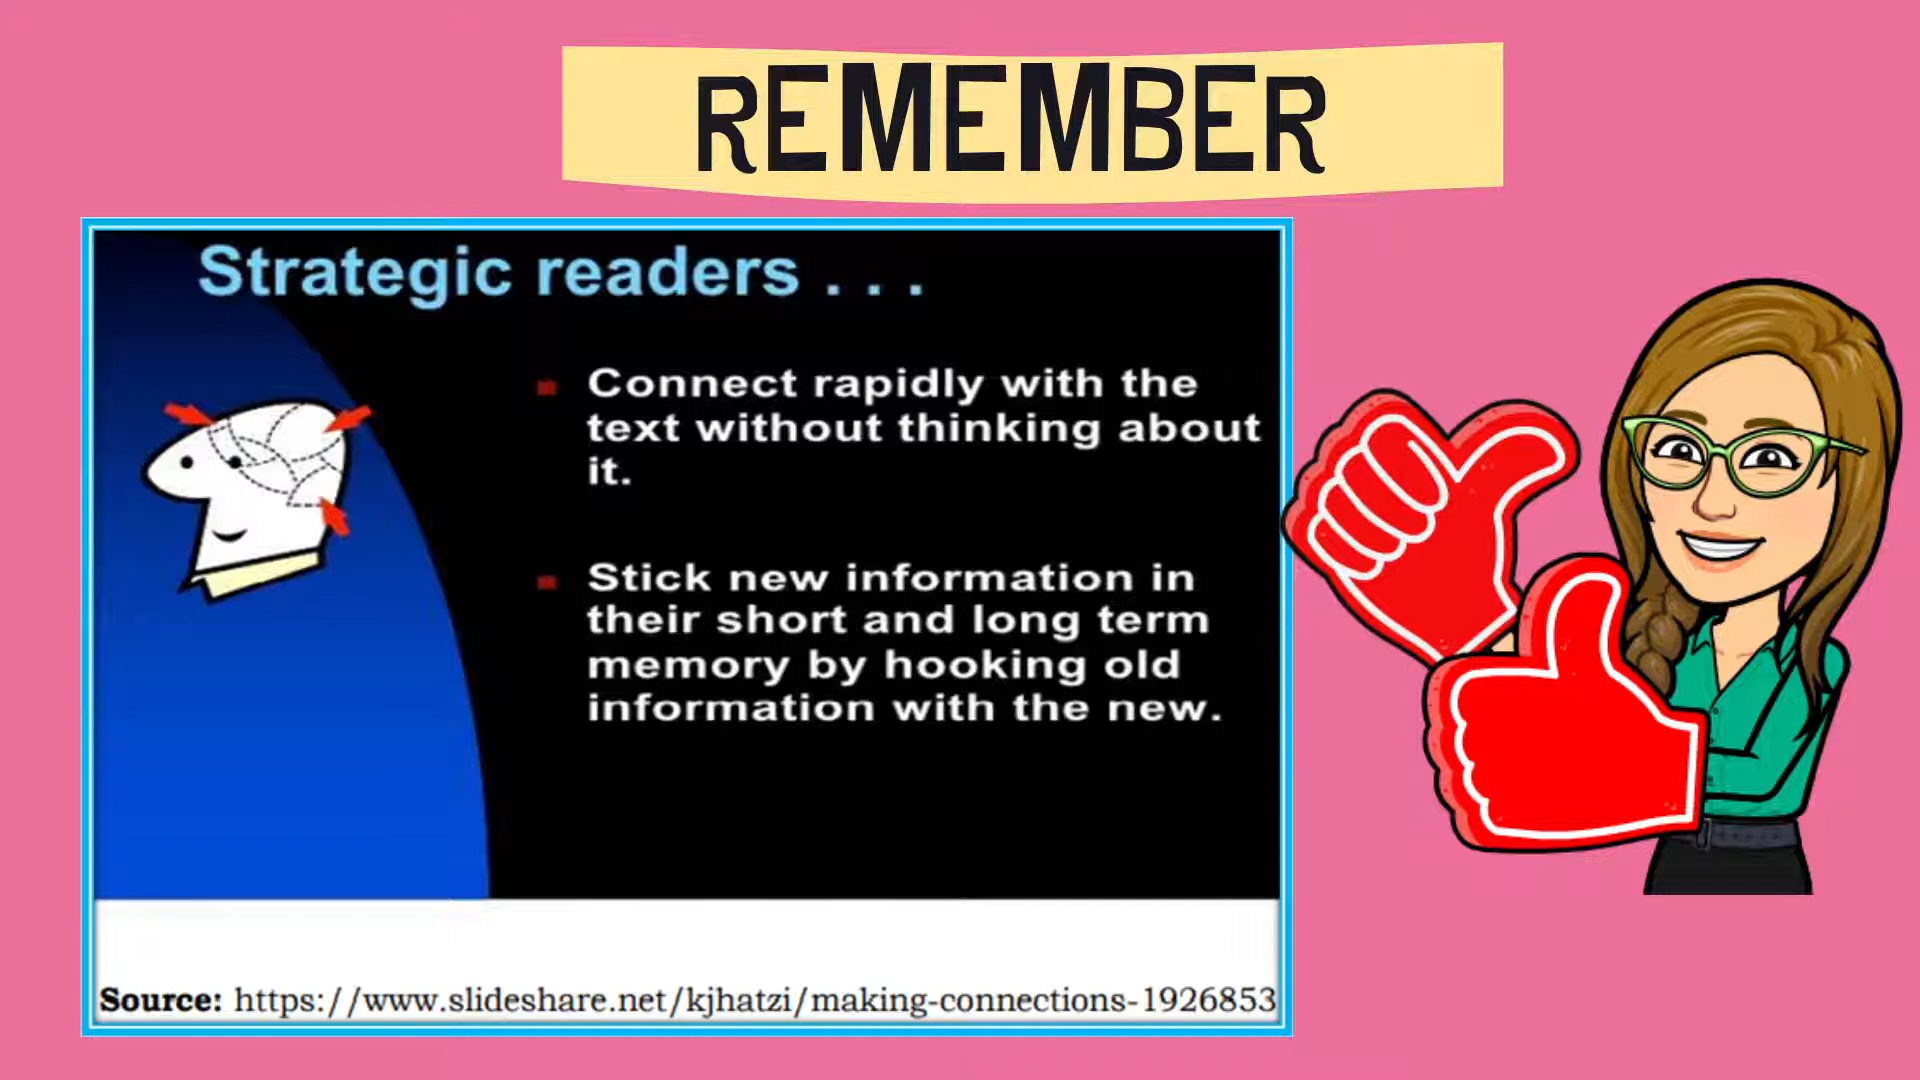 REMEMBER
Strategic readers . . .
Connect rapidly with the
text without thinking about
it.
Stick new information in
their short and long term
memory by hooking old
information with the new.
Source: https://www.slideshare.net/kjhatzi/making-connections-1926853